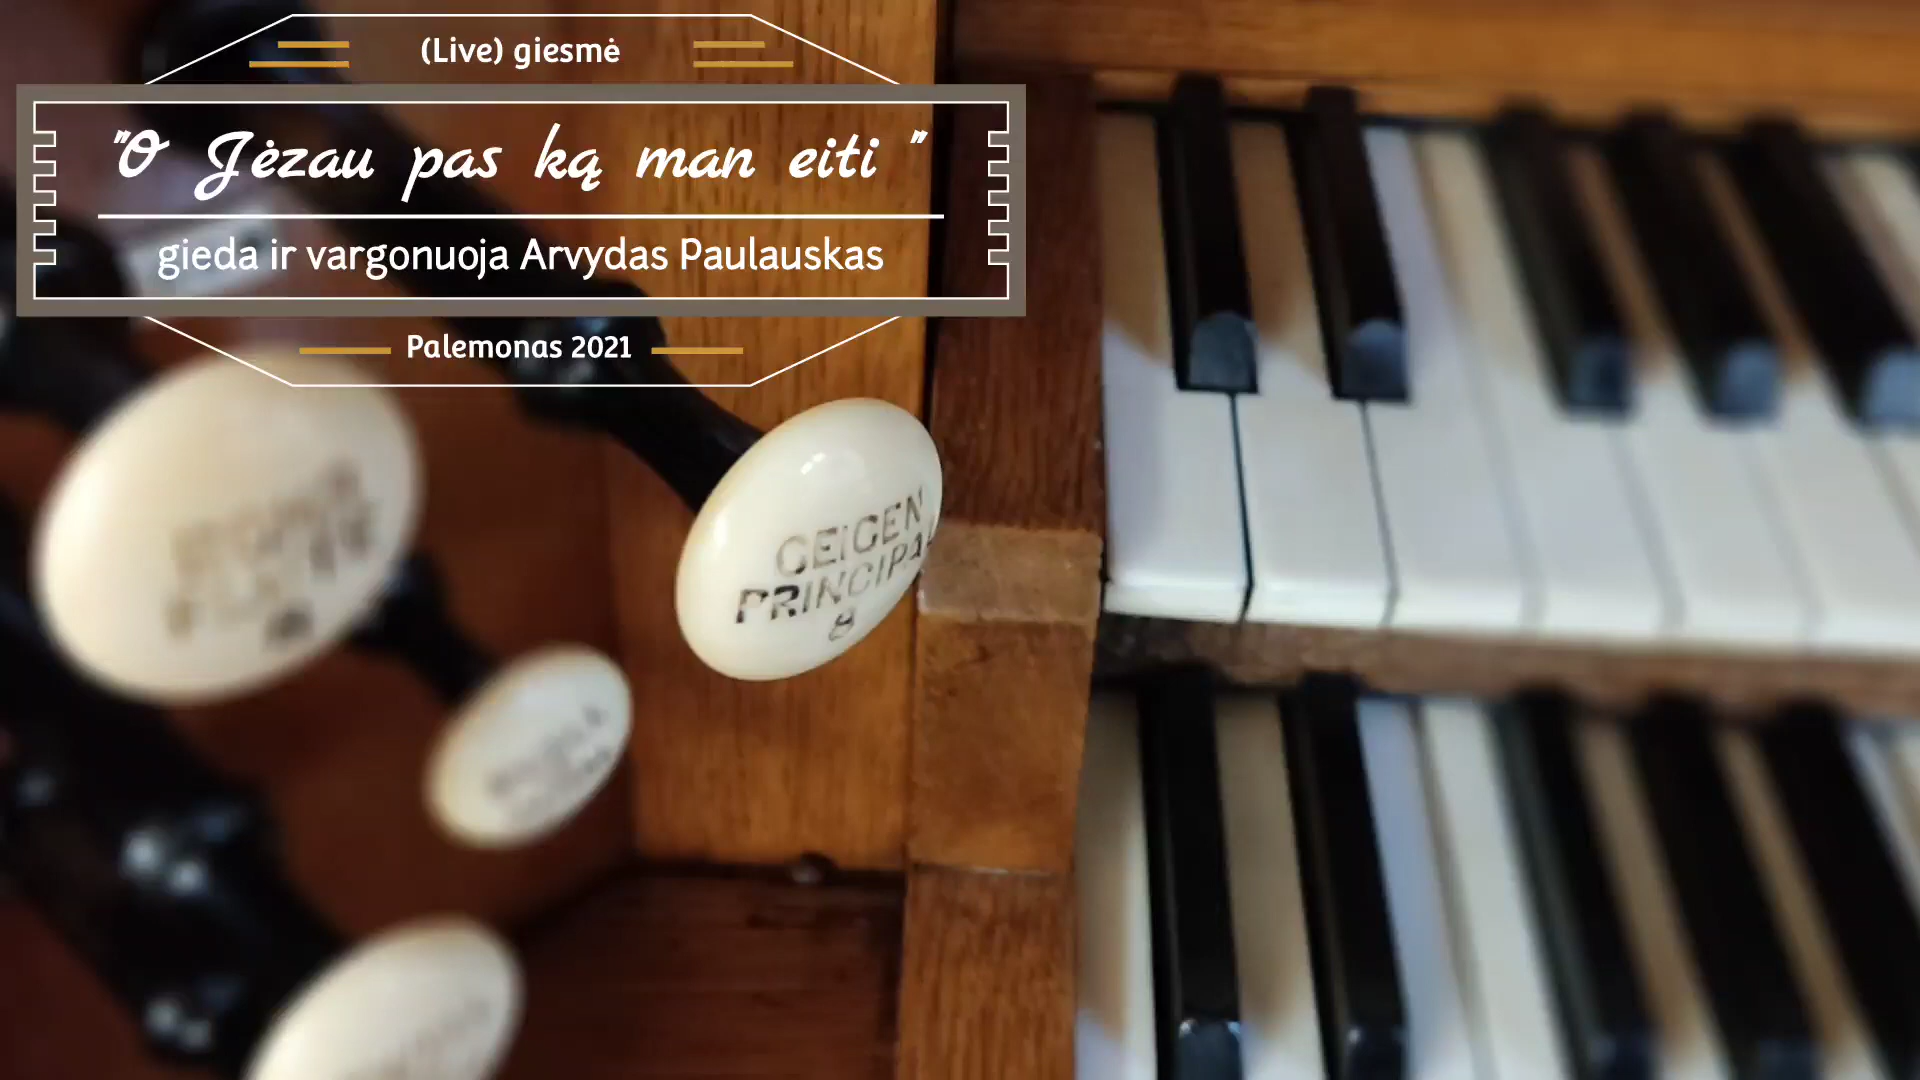 (Live) giesmė
"O Jėzau pas ką man eiti "
gieda ir vargonuoja Arvydas Paulauskas
Palemonas 2021
GEIGEN
PRINCIPAL
8